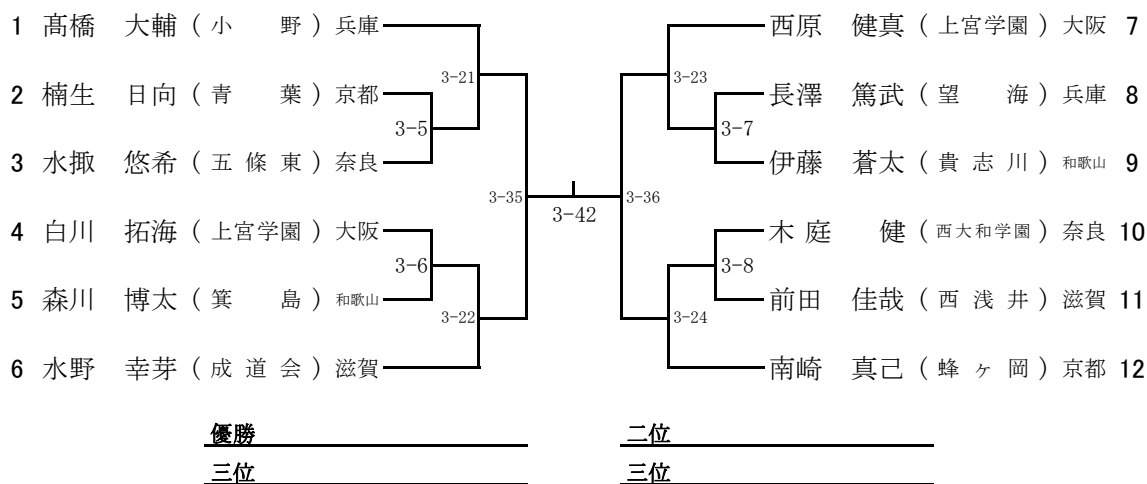 1 髙橋 大輔 ( 小 野 ) 兵庫
2 楠生 日向 ( 青 葉 ) 京都
3 水掫 悠希 ( 五 條 東 ) 奈良
4 白川 拓海 ( 上宮学園 ) 大阪
5 森川 博太 ( 箕 島 ) 和歌山
6 水野 幸芽 ( 成 道 会 ) 滋賀
3-21
3-5
3-35
3-6
3-22
3-42
3-36
3-23
3-7
3-8
3-24
西原 健真 ( 上宮学園 ) 大阪 7
長澤 篤武 ( 望 海 ) 兵庫 8
伊藤 蒼太 ( 貴 志 川 ) 和歌山 9
木庭 健 ( 西大和学園 ) 奈良 10
前田 佳哉 ( 西 浅 井 ) 滋賀 11
南崎 真己 ( 蜂 ヶ 岡 ) 京都 12
優勝
二位
三位
三位